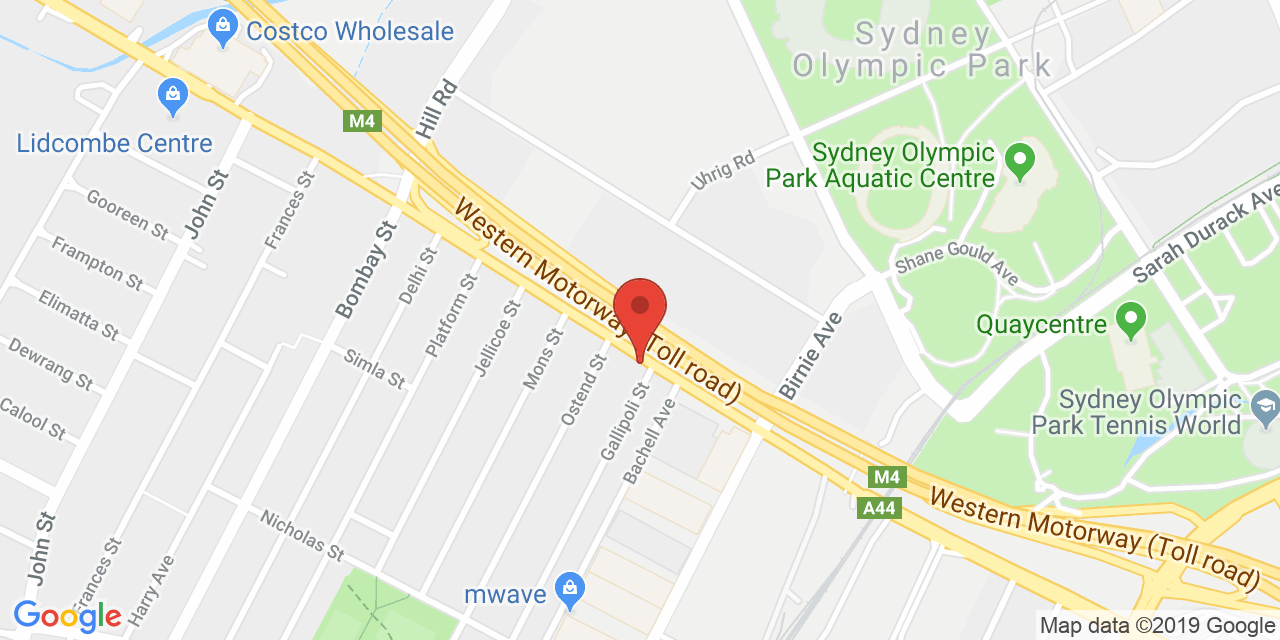 Costco Wholesale
Lidcombe Centre
M4
Hill Rd
Sydney
Olympic Park
Uhrig Rd
Sydney Olympic
Park Aquatic Centre
Sarah Durack Ave
Gooreen St
John St
Frances St
Frampton St
Bombay St
Delhi St
Western Motorway (Toll road)
Shane Gould Ave
Elimatta St
Platform St
Jellicoe St
Quaycentre
Dewrang St
Simla St
Mons St
Ostend St
Birnie Ave
Calool St
Gallipoli St
Bachell Ave
Sydney Olympic
Park Tennis World
M4
A44
Western Motorway (Toll road)
John St
Nicholas St
Frances St
Harry Ave
mwave
Google
Map data ©2019 Google